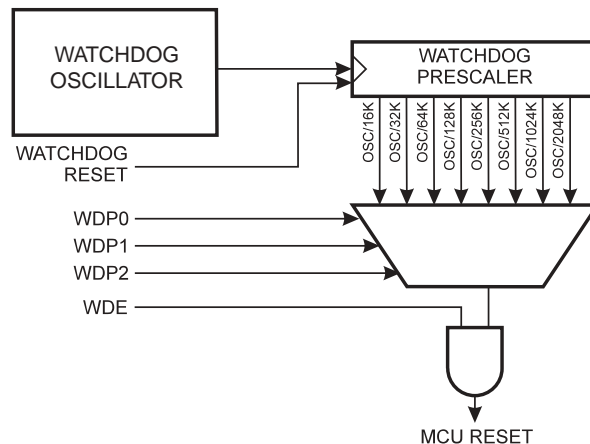 WATCHDOG
OSCILLATOR
WATCHDOG
PRESCALER
WATCHDOG
RESET
OSC/16K
OSC/32K
OSC/64K
OSC/128K
OSC/256K
OSC/512K
OSC/1024K
OSC/2048K
WDP0
WDP1
WDP2
WDE
MCU RESET